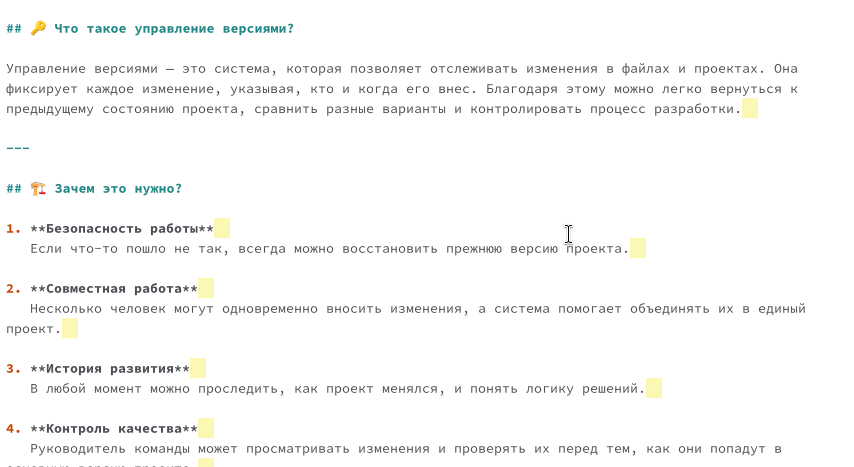 ## 🔑 Что такое управление версиями?
Управление версиями — это система, которая позволяет отслеживать изменения в файлах и проектах. Она
фиксирует каждое изменение, указывая, кто и когда его внес. Благодаря этому можно легко вернуться к
предыдущему состоянию проекта, сравнить разные варианты и контролировать процесс разработки.
---
## 🏗️ Зачем это нужно?
1. **Безопасность работы**
Если что-то пошло не так, всегда можно восстановить прежнюю версию проекта.
2. **Совместная работа**
Несколько человек могут одновременно вносить изменения, а система помогает объединять их в единый
проект.
3. **История развития**
В любой момент можно проследить, как проект менялся, и понять логику решений.
4. **Контроль качества**
Руководитель команды может просматривать изменения и проверять их перед тем, как они попадут в